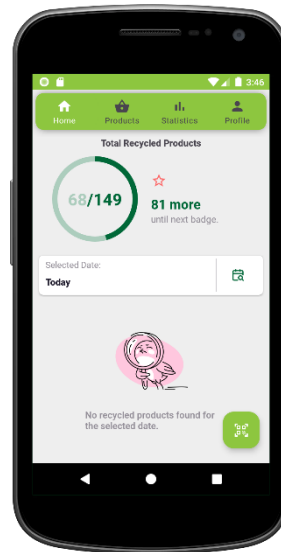 3:46
Home Products Statistics Profile
Total Recycled Products
68/149
81 more
until next badge.
Selected Date:
Today
No recycled products found for
the selected date.